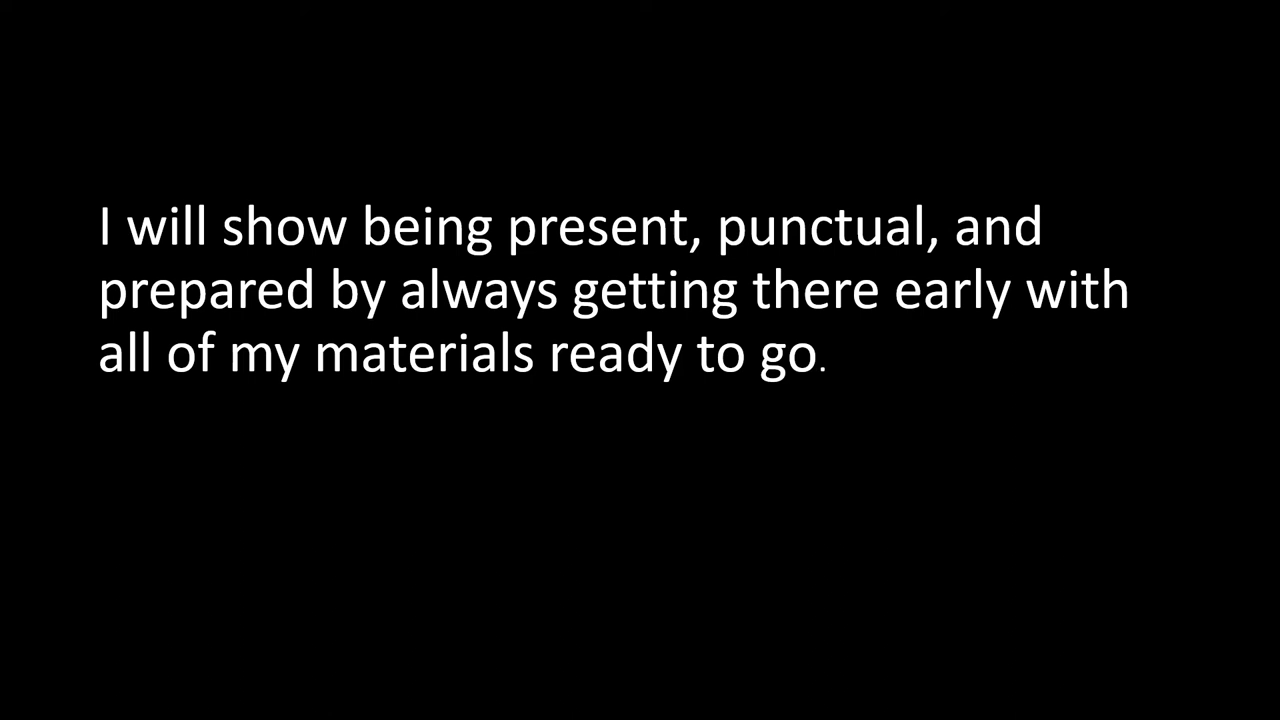 I will show being present, punctual, and
prepared by always getting there early with
all of my materials ready to go.